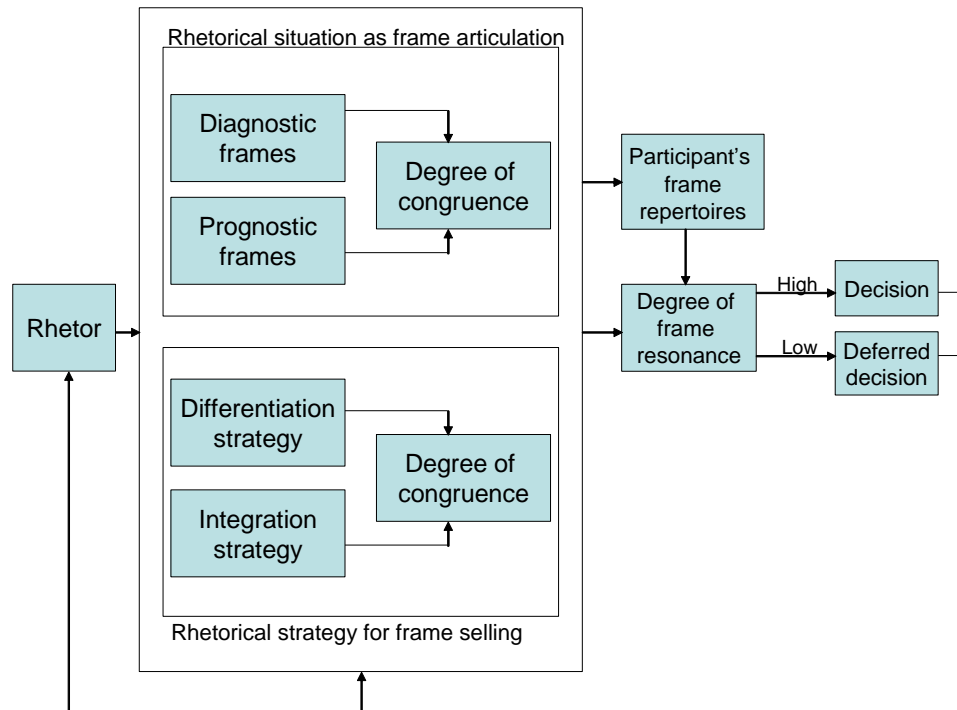 Rhetorical situation as frame articulation
Diagnostic
frames
Degree of
congruence
Prognostic
frames
Participant's
frame
repertoires
Rhetor
Degree of
frame
resonance
High
Low
Decision
Deferred
decision
Differentiation
strategy
Degree of
congruence
Integration
strategy
Rhetorical strategy for frame selling